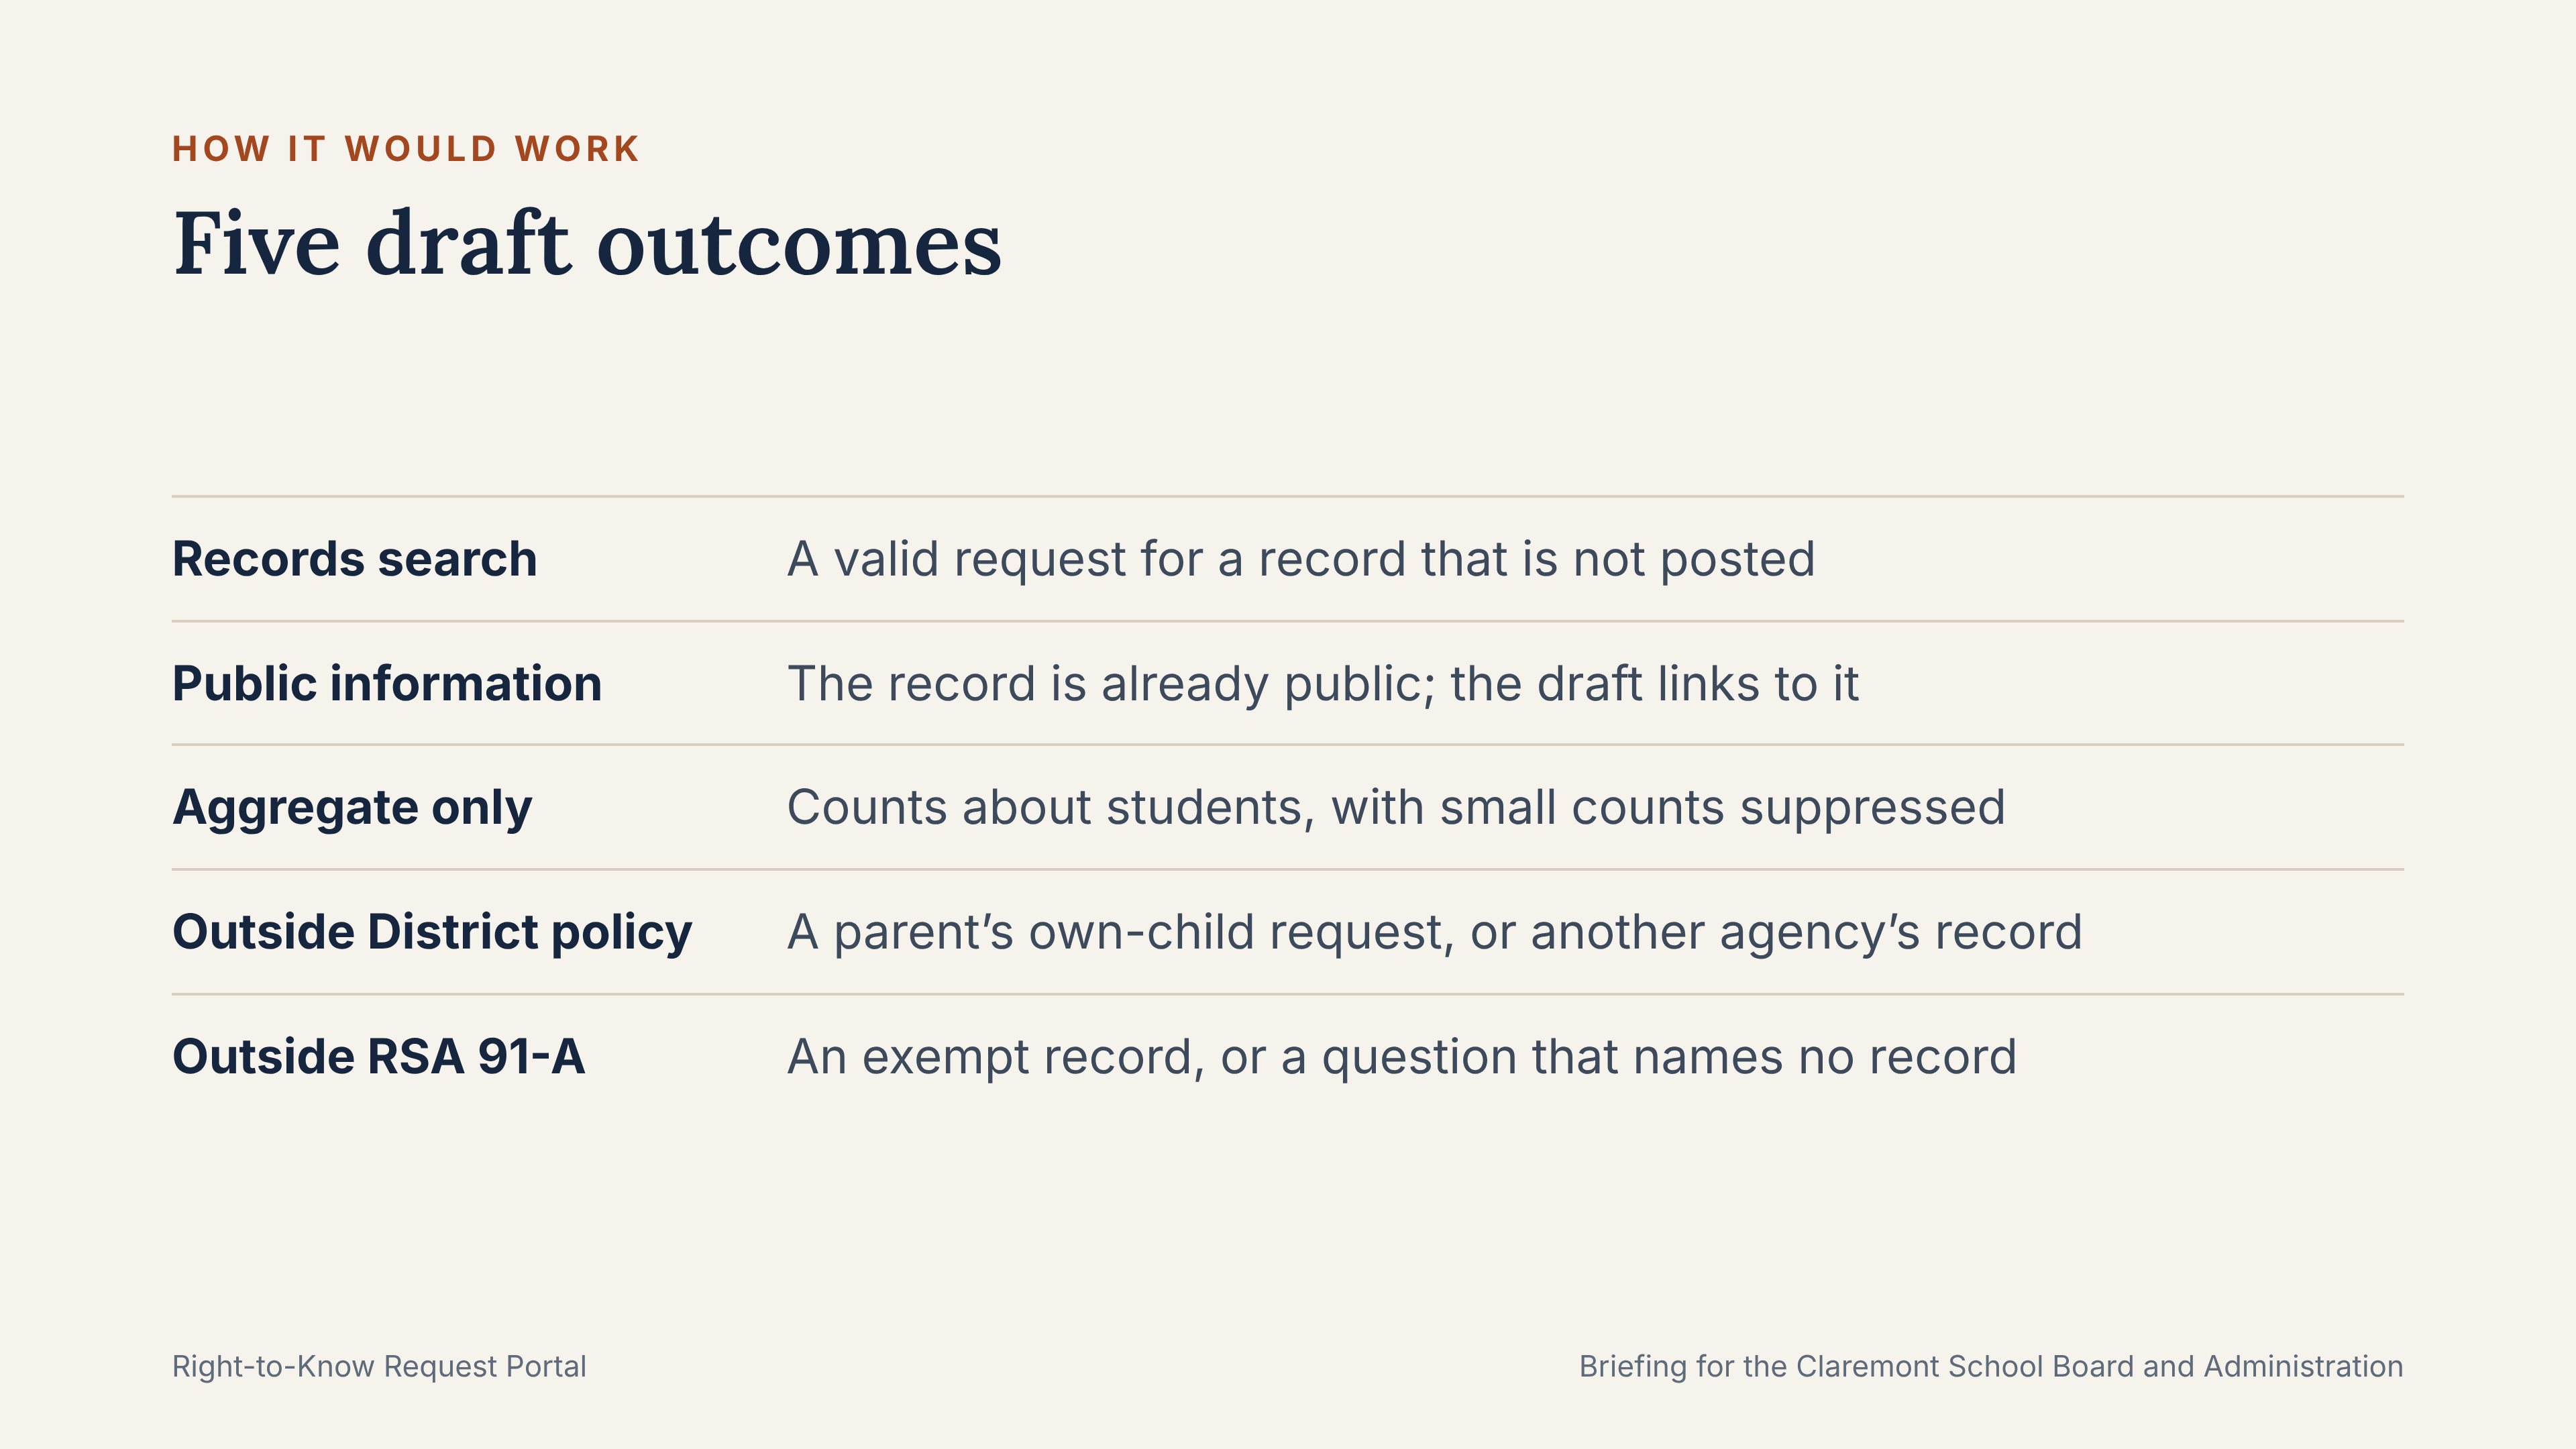 HOW IT WOULD WORK
Five draft outcomes
Records search A valid request for a record that is not posted
Public information The record is already public; the draft links to it
Aggregate only Counts about students, with small counts suppressed
Outside District policy A parent’s own-child request, or another agency’s record
Outside RSA 91-A An exempt record, or a question that names no record
Right-to-Know Request Portal Briefing for the Claremont School Board and Administration